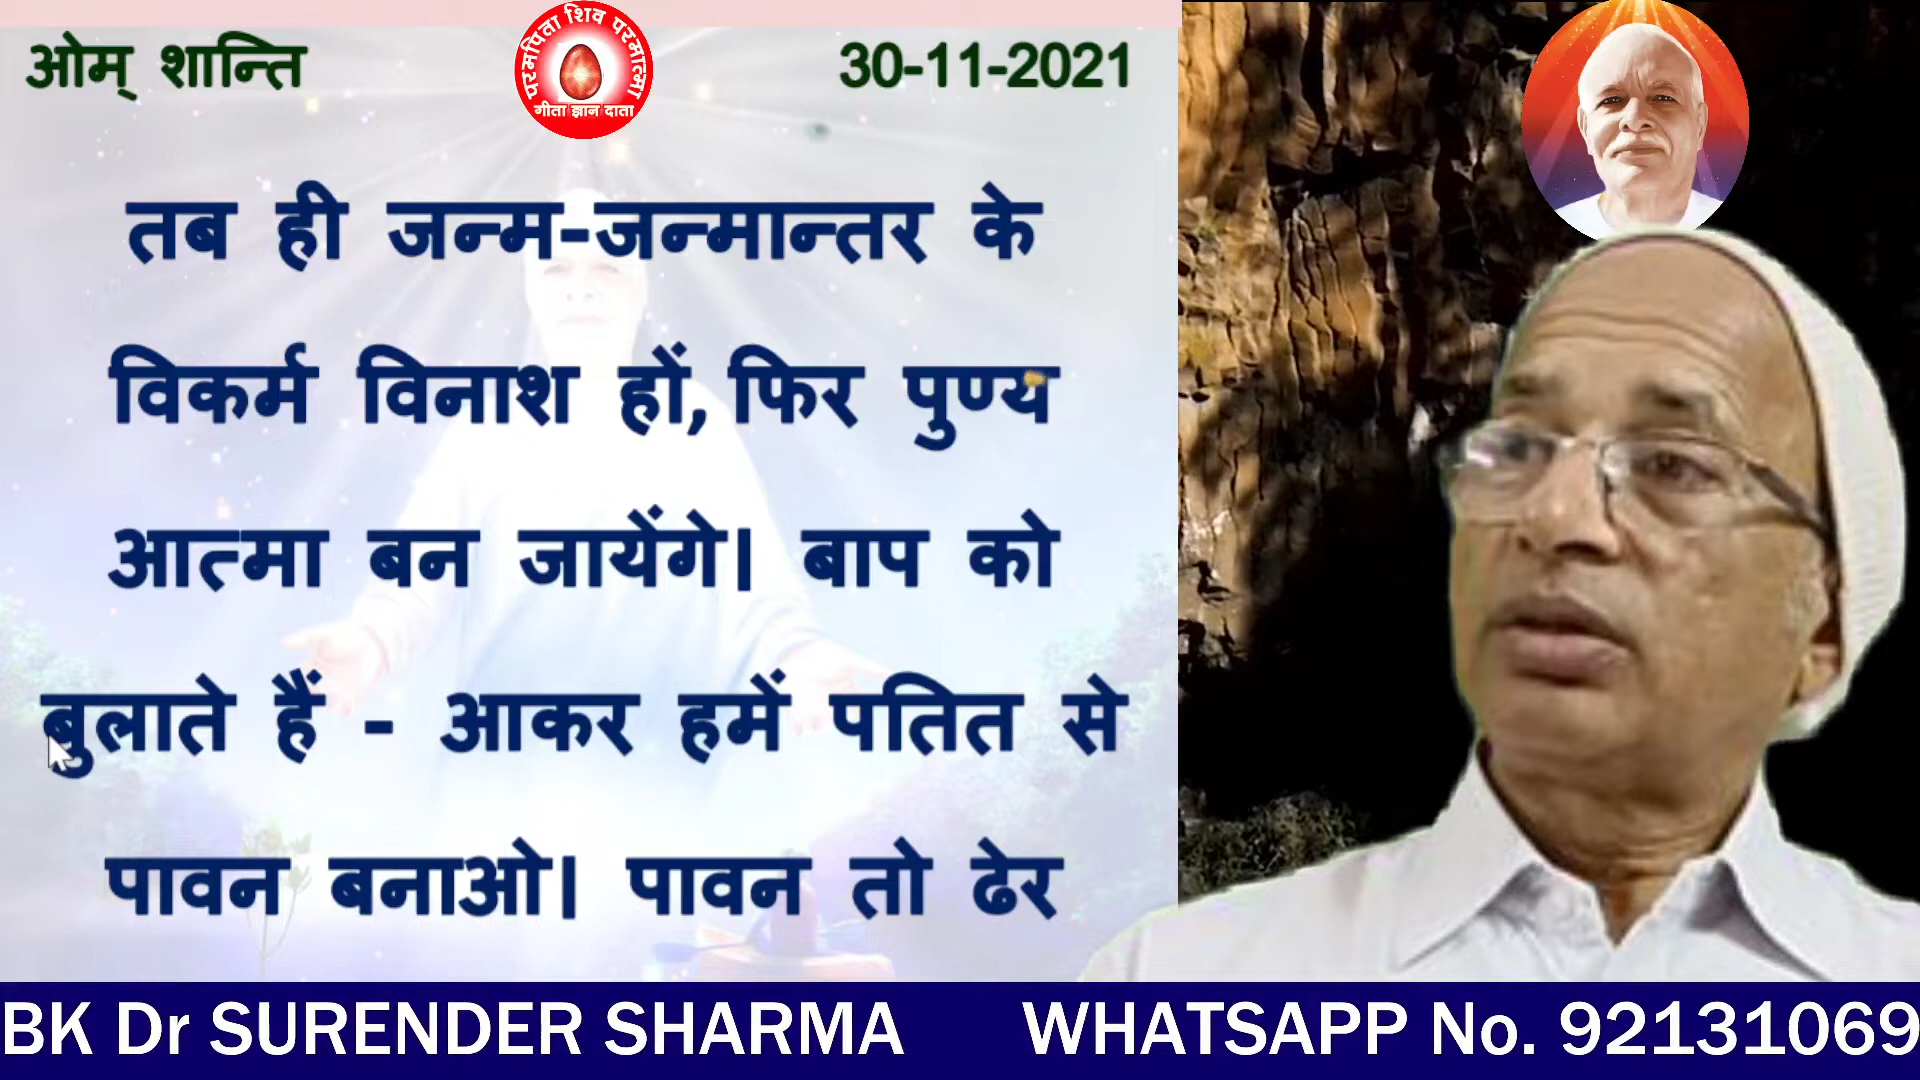 ओम् शान्ति
परमपिता शिव परमात्मा
गीता ज्ञान दाता
30-11-2021
तब ही जन्म-जन्मान्तर के
विकर्म विनाश हों, फिर पुण्य
आत्मा बन जायेंगे। बाप को
बुलाते हैं - आकर हमें पतित से
पावन बनाओ। पावन तो ढेर
BK Dr SURENDER SHARMA WHATSAPP No. 92131069